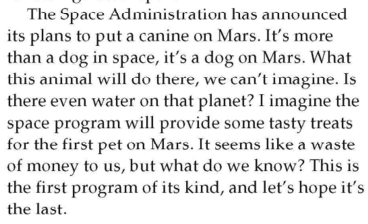 The Space Administration has announced
its plans to put a canine on Mars. It's more
than a dog in space, it's a dog on Mars. What
this animal will do there, we can't imagine. Is
there even water on that planet? I imagine the
space program will provide some tasty treats
for the first pet on Mars. It seems like a waste
of money to us, but what do we know? This is
the first program of its kind, and let's hope it's
the last.